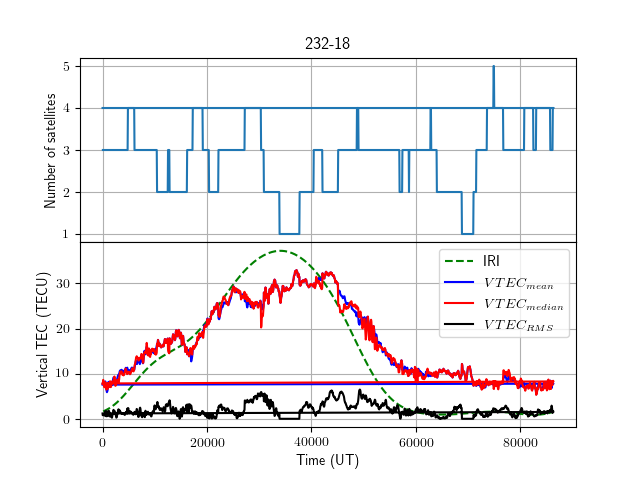 232-18
Number of satellites
5
4
3
2
1
Vertical TEC (TECU)
30
20
10
0
IRI
VTEC_mean
VTEC_median
VTEC_RMS
0 20000 40000 60000 80000
Time (UT)